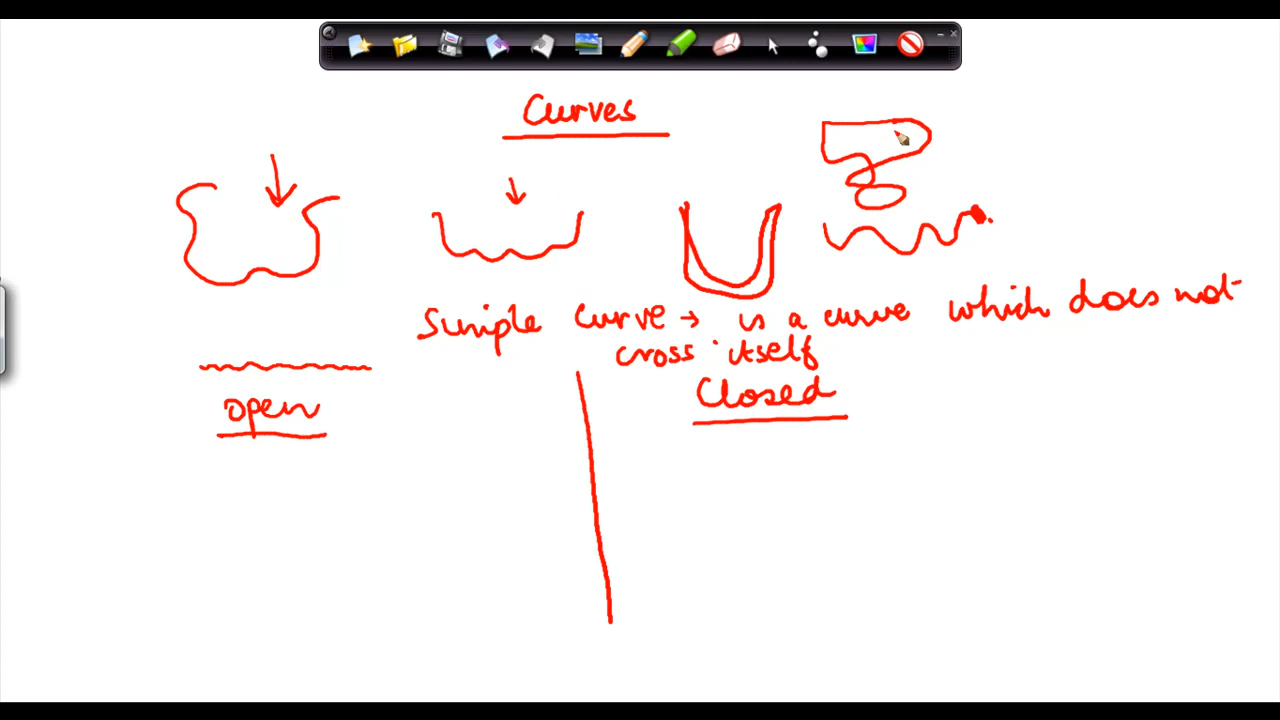 Curves
Simple curve → is a curve which does not
cross itself
Closed
open